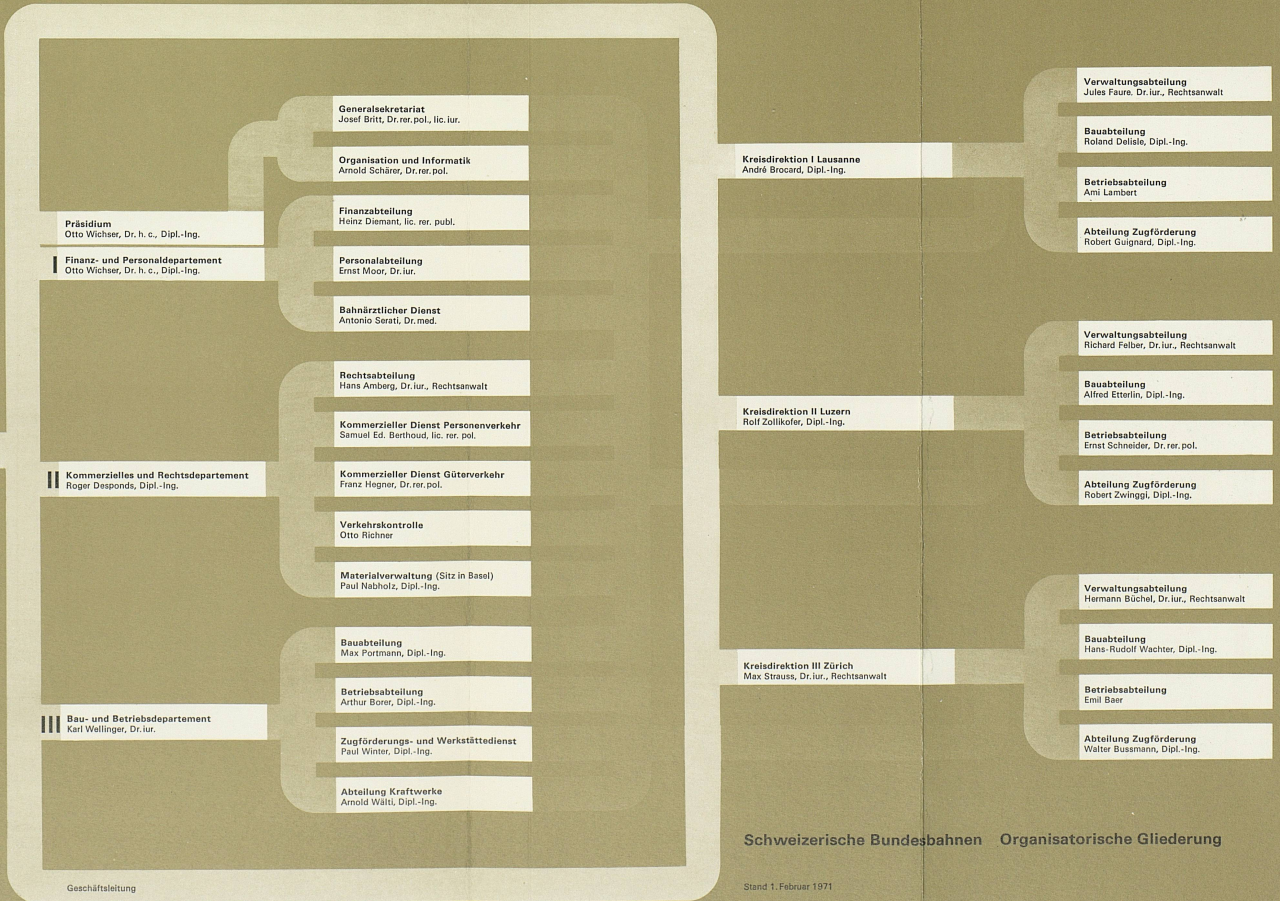 Generalsekretariat
Josef Britt, Dr.rer.pol., lic.iur.
Organisation und Informatik
Arnold Schärer, Dr.rer.pol.
Präsidium
Otto Wichser, Dr. h. c., Dipl.-Ing.
I Finanz- und Personaldepartement
Otto Wichser, Dr. h. c., Dipl.-Ing.
Finanzabteilung
Heinz Diemant, lic. rer. publ.
Personalabteilung
Ernst Moor, Dr.iur.
Bahnärztlicher Dienst
Antonio Serati, Dr.med.
II Kommerzielles und Rechtsdepartement
Roger Desponds, Dipl.-Ing.
Rechtsabteilung
Hans Amberg, Dr.iur., Rechtsanwalt
Kommerzieller Dienst Personenverkehr
Samuel Ed. Berthoud, lic. rer. pol.
Kommerzieller Dienst Güterverkehr
Franz Hegner, Dr.rer.pol.
Verkehrskontrolle
Otto Richner
Materialverwaltung (Sitz in Basel)
Paul Nabholz, Dipl.-Ing.
III Bau- und Betriebsdepartement
Karl Wellinger, Dr.iur.
Bauabteilung
Max Portmann, Dipl.-Ing.
Betriebsabteilung
Arthur Borer, Dipl.-Ing.
Zugförderungs- und Werkstättedienst
Paul Winter, Dipl.-Ing.
Abteilung Kraftwerke
Arnold Wälti, Dipl.-Ing.
Geschäftsleitung
Kreisdirektion I Lausanne
André Brocard, Dipl.-Ing.
Verwaltungsabteilung
Jules Faure, Dr.iur., Rechtsanwalt
Bauabteilung
Roland Delisle, Dipl.-Ing.
Betriebsabteilung
Ami Lambert
Abteilung Zugförderung
Robert Guignard, Dipl.-Ing.
Kreisdirektion II Luzern
Rolf Zollikofer, Dipl.-Ing.
Verwaltungsabteilung
Richard Felber, Dr.iur., Rechtsanwalt
Bauabteilung
Alfred Etterlin, Dipl.-Ing.
Betriebsabteilung
Ernst Schneider, Dr.rer.pol.
Abteilung Zugförderung
Robert Zwinggi, Dipl.-Ing.
Kreisdirektion III Zürich
Max Strauss, Dr.iur., Rechtsanwalt
Verwaltungsabteilung
Hermann Büchel, Dr.iur., Rechtsanwalt
Bauabteilung
Hans-Rudolf Wachter, Dipl.-Ing.
Betriebsabteilung
Emil Baer
Abteilung Zugförderung
Walter Bussmann, Dipl.-Ing.
Schweizerische Bundesbahnen Organisatorische Gliederung
Stand 1. Februar 1971